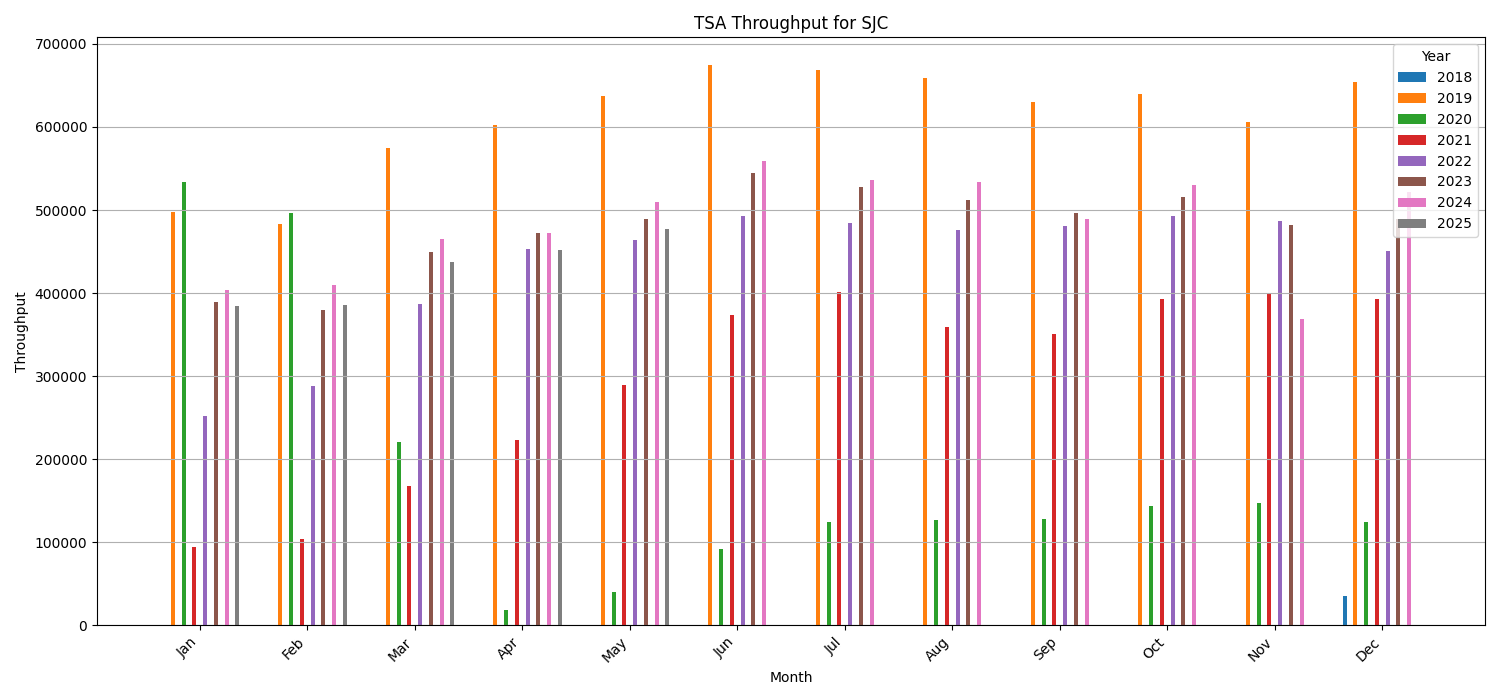 TSA Throughput for SJC
700000
600000
500000
400000
300000
200000
100000
0
Throughput
Year
2018
2019
2020
2021
2022
2023
2024
2025
Jan
Feb
Mar
Apr
May
Jun
Jul
Aug
Sep
Oct
Nov
Dec
Month